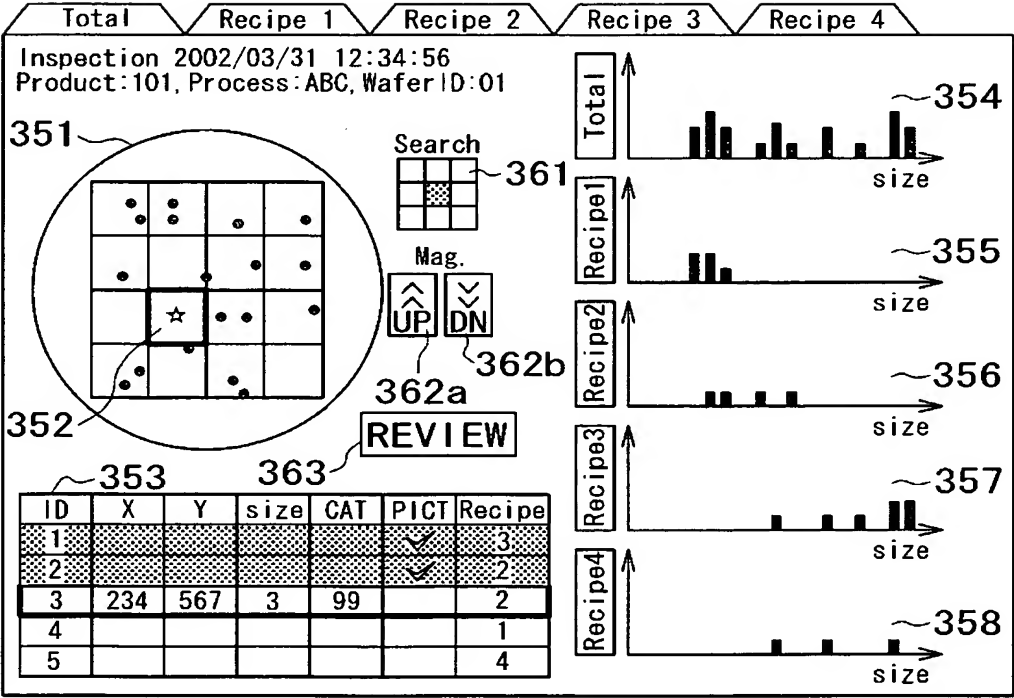 Total Recipe 1 Recipe 2 Recipe 3 Recipe 4
Inspection 2002/03/31 12:34:56
Product:101, Process:ABC, WaferID:01
351
352
Search
361
Mag.
UP DN
362a
362b
REVIEW
363
353
ID X Y size CAT PICT Recipe
1 3
2 2
3 234 567 3 99 2
4 1
5 4
Total
354
size
Recipe1
355
size
Recipe2
356
size
Recipe3
357
size
Recipe4
358
size